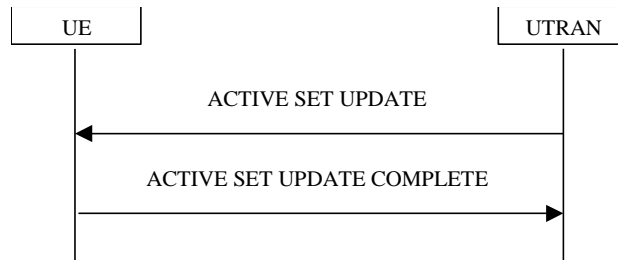 UE
UTRAN
ACTIVE SET UPDATE
ACTIVE SET UPDATE COMPLETE